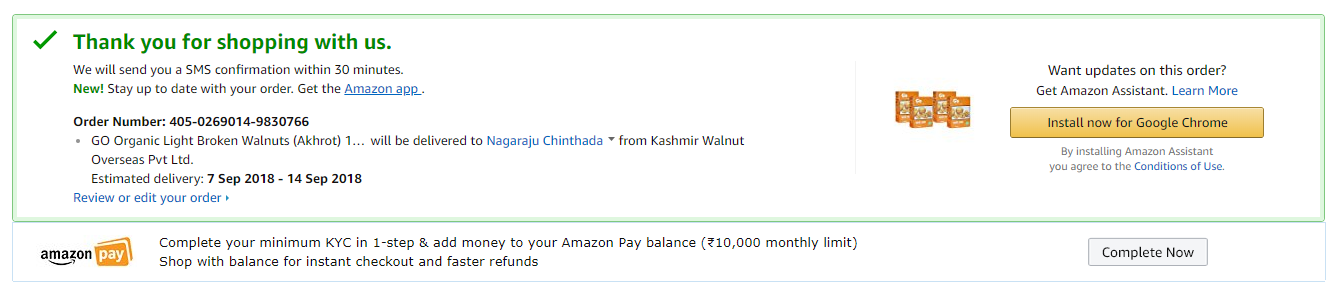 Thank you for shopping with us.
We will send you a SMS confirmation within 30 minutes.
New! Stay up to date with your order. Get the Amazon app .
Order Number: 405-0269014-9830766
GO Organic Light Broken Walnuts (Akhrot) 1... will be delivered to Nagaraju Chinthada from Kashmir Walnut
Overseas Pvt Ltd.
Estimated delivery: 7 Sep 2018 - 14 Sep 2018
Review or edit your order
Want updates on this order?
Get Amazon Assistant. Learn More
Install now for Google Chrome
By installing Amazon Assistant
you agree to the Conditions of Use.
amazon pay
Complete your minimum KYC in 1-step & add money to your Amazon Pay balance (₹10,000 monthly limit)
Shop with balance for instant checkout and faster refunds
Complete Now